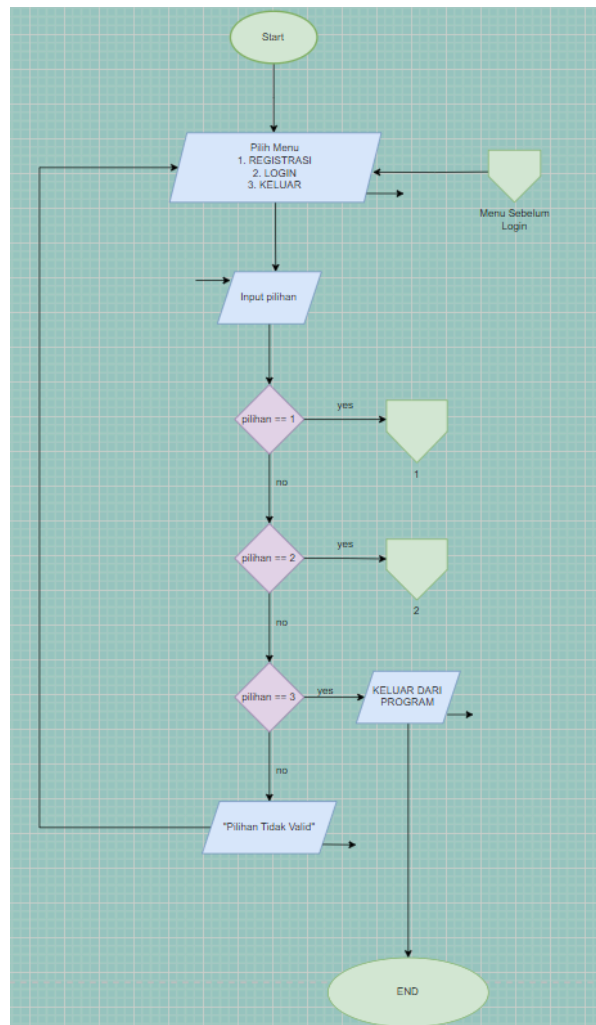 Start
Pilih Menu
1. REGISTRASI
2. LOGIN
3. KELUAR
Menu Sebelum
Login
Input pilihan
pilihan == 1
yes
1
no
pilihan == 2
yes
2
no
pilihan == 3
yes
KELUAR DARI
PROGRAM
no
"Pilihan Tidak Valid"
END